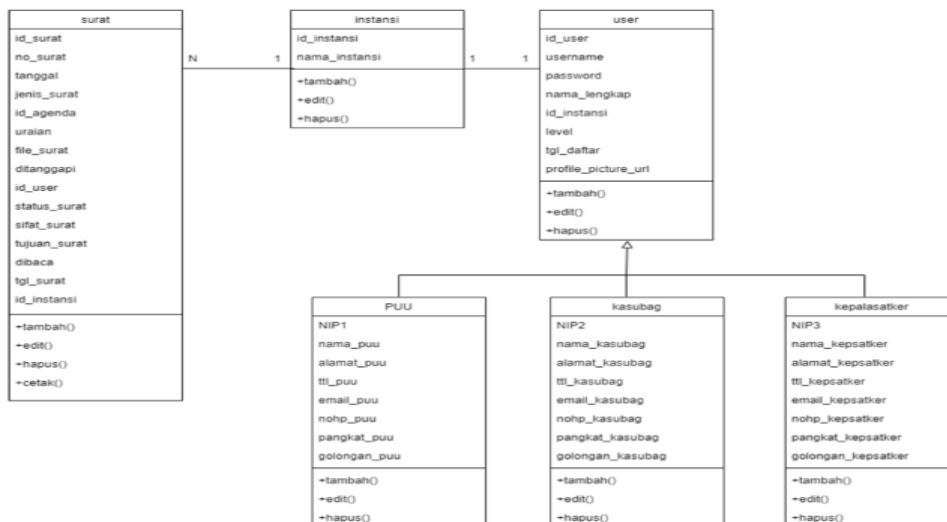 surat
id_surat
no_surat
tanggal
jenis_surat
id_agenda
uraian
file_surat
ditanggapi
id_user
status_surat
sifat_surat
tujuan_surat
dibaca
tgl_surat
id_instansi
+tambah()
+edit()
+hapus()
+cetak()
N
1
instansi
id_instansi
nama_instansi
+tambah()
+edit()
+hapus()
1
1
user
id_user
username
password
nama_lengkap
id_instansi
level
tgl_daftar
profile_picture_url
+tambah()
+edit()
+hapus()
PUU
NIP1
nama_puu
alamat_puu
ttl_puu
email_puu
nohp_puu
pangkat_puu
golongan_puu
+tambah()
+edit()
+hapus()
kasubag
NIP2
nama_kasubag
alamat_kasubag
ttl_kasubag
email_kasubag
nohp_kasubag
pangkat_kasubag
golongan_kasubag
+tambah()
+edit()
+hapus()
kepalasatker
NIP3
nama_kepsatker
alamat_kepsatker
ttl_kepsatker
email_kepsatker
nohp_kepsatker
pangkat_kepsatker
golongan_kepsatker
+tambah()
+edit()
+hapus()